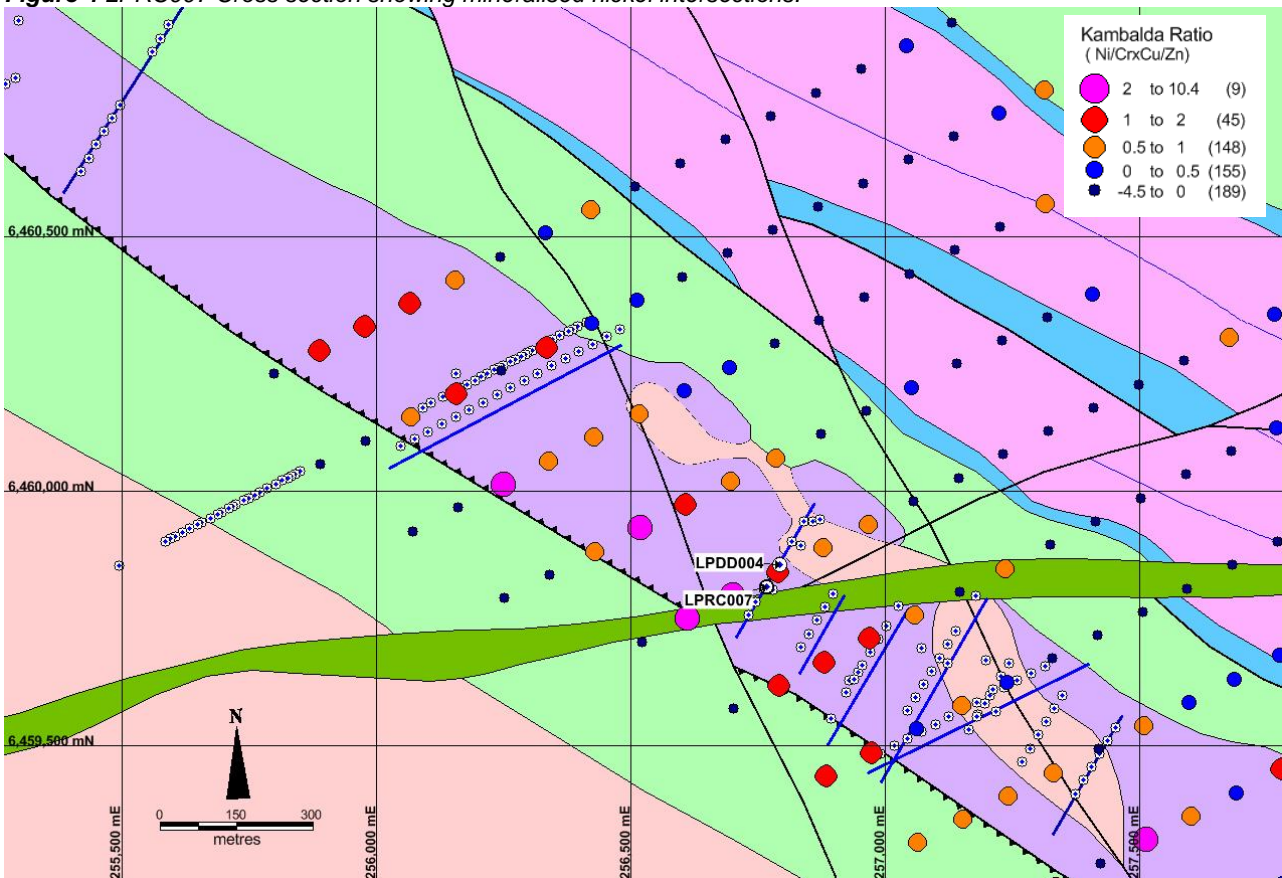 Kambalda Ratio
( Ni/CrxCu/Zn)
2 to 10.4 (9)
1 to 2 (45)
0.5 to 1 (148)
0 to 0.5 (155)
-4.5 to 0 (189)
6,460,500 mN
6,460,000 mN
LPDD004
LPRC007
6,459,500 mN
N
0 150 300
metres
255,500 mE
256,000 mE
256,500 mE
257,000 mE
257,500 mE